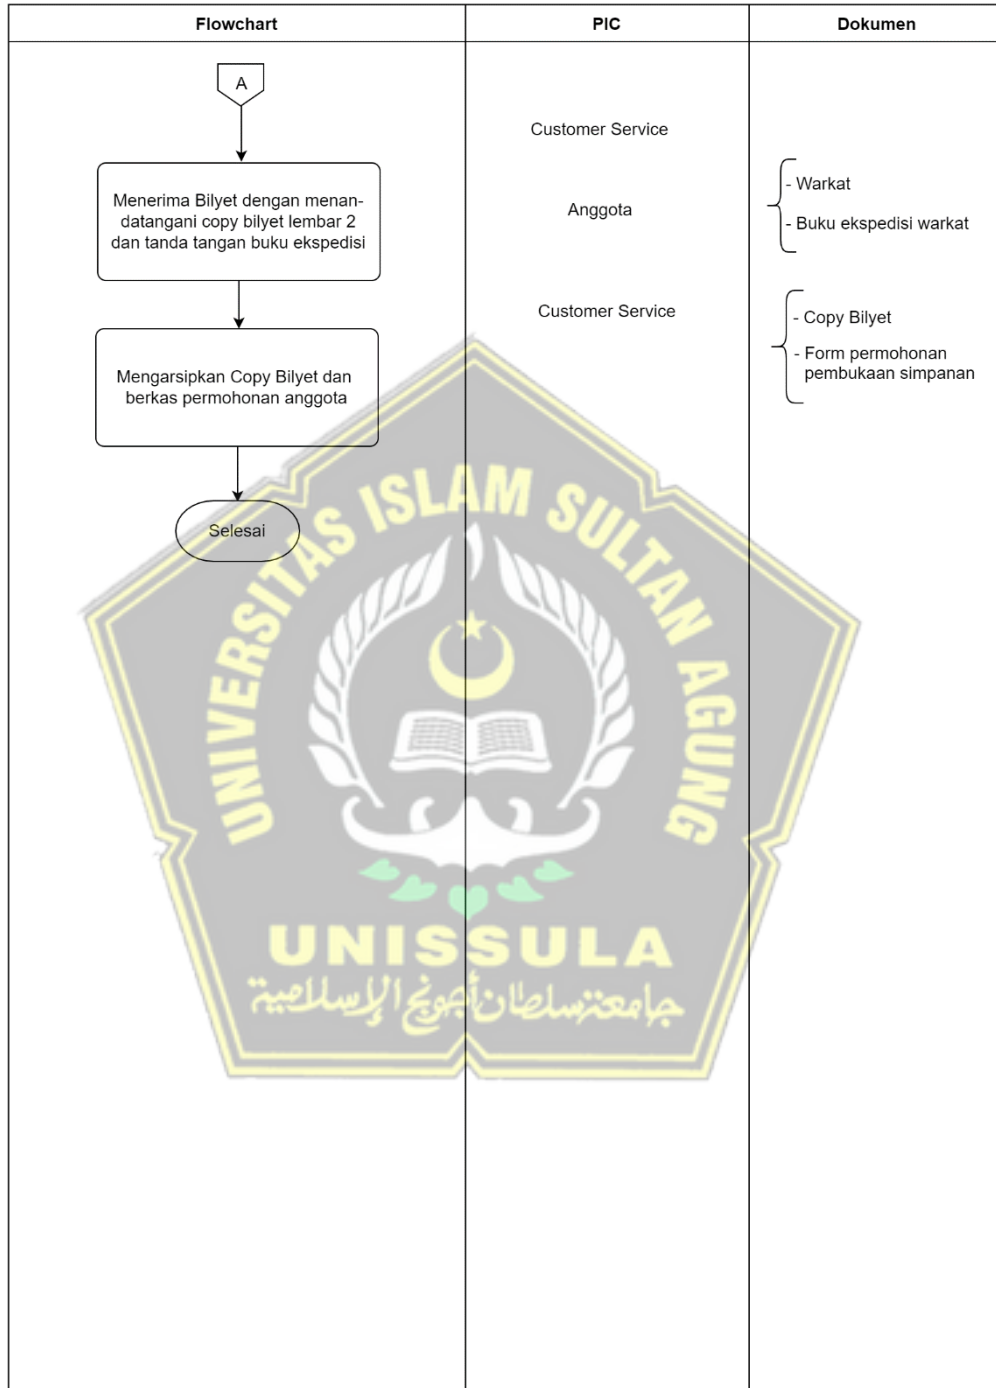 Flowchart
PIC
Dokumen
A
Customer Service
Menerima Bilyet dengan menan-
datangani copy bilyet lembar 2
dan tanda tangan buku ekspedisi
Anggota
- Warkat
- Buku ekspedisi warkat
Customer Service
- Copy Bilyet
- Form permohonan
pembukaan simpanan
Mengarsipkan Copy Bilyet dan
berkas permohonan anggota
Selesai
UNIVERSITAS ISLAM SULTAN AGUNG
UNISSULA
جامعة سلطان أجونج الإسلامية